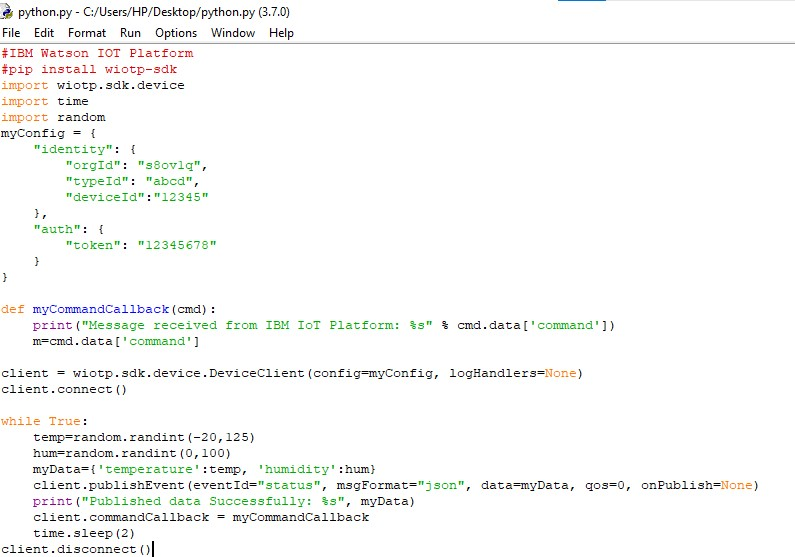 python.py - C:/Users/HP/Desktop/python.py (3.7.0)
File Edit Format Run Options Window Help
#IBM Watson IOT Platform
#pip install wiotp-sdk
import wiotp.sdk.device
import time
import random
myConfig = {
    "identity": {
        "orgId": "s8ovlq",
        "typeId": "abcd",
        "deviceId":"12345"
    },
    "auth": {
        "token": "12345678"
    }
}

def myCommandCallback(cmd):
    print("Message received from IBM IoT Platform: %s" % cmd.data['command'])
    m=cmd.data['command']

client = wiotp.sdk.device.DeviceClient(config=myConfig, logHandlers=None)
client.connect()

while True:
    temp=random.randint(-20,125)
    hum=random.randint(0,100)
    myData={'temperature':temp, 'humidity':hum}
    client.publishEvent(eventId="status", msgFormat="json", data=myData, qos=0, onPublish=None)
    print("Published data Successfully: %s", myData)
    client.commandCallback = myCommandCallback
    time.sleep(2)
client.disconnect()